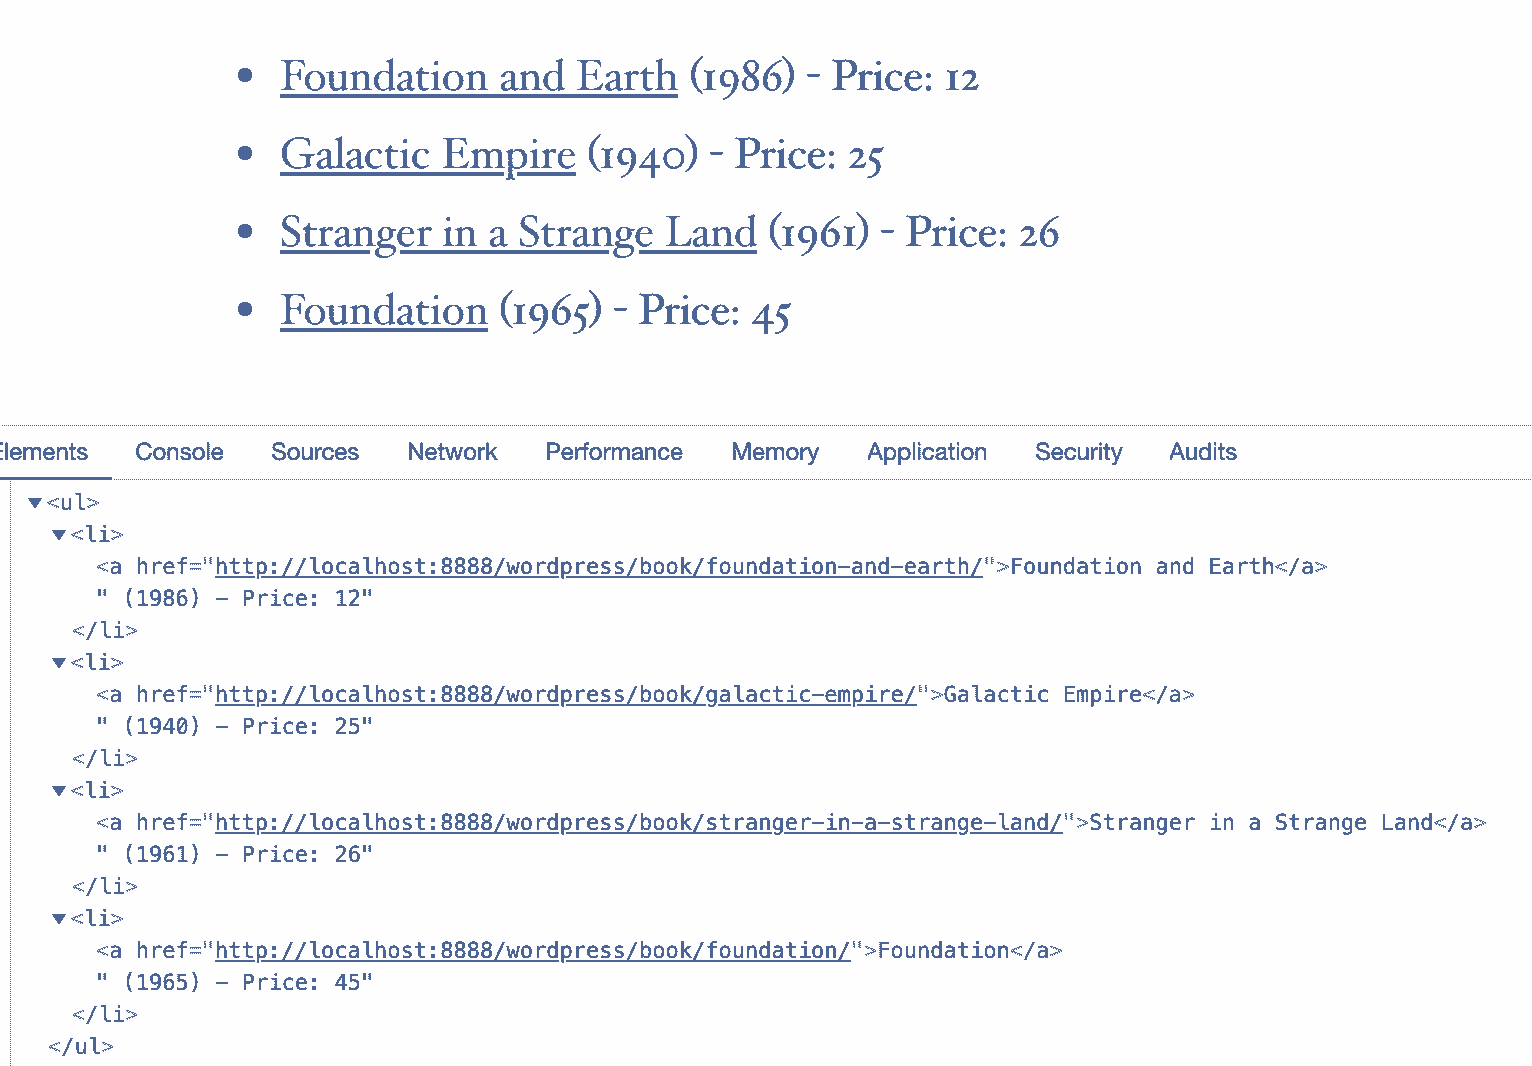 • Foundation and Earth (1986) - Price: 12
• Galactic Empire (1940) - Price: 25
• Stranger in a Strange Land (1961) - Price: 26
• Foundation (1965) - Price: 45
Elements Console Sources Network Performance Memory Application Security Audits
▼<ul>
▼<li>
<a href="http://localhost:8888/wordpress/book/foundation-and-earth/">Foundation and Earth</a>
" (1986) – Price: 12"
</li>
▼<li>
<a href="http://localhost:8888/wordpress/book/galactic-empire/">Galactic Empire</a>
" (1940) – Price: 25"
</li>
▼<li>
<a href="http://localhost:8888/wordpress/book/stranger-in-a-strange-land/">Stranger in a Strange Land</a>
" (1961) – Price: 26"
</li>
▼<li>
<a href="http://localhost:8888/wordpress/book/foundation/">Foundation</a>
" (1965) – Price: 45"
</li>
</ul>